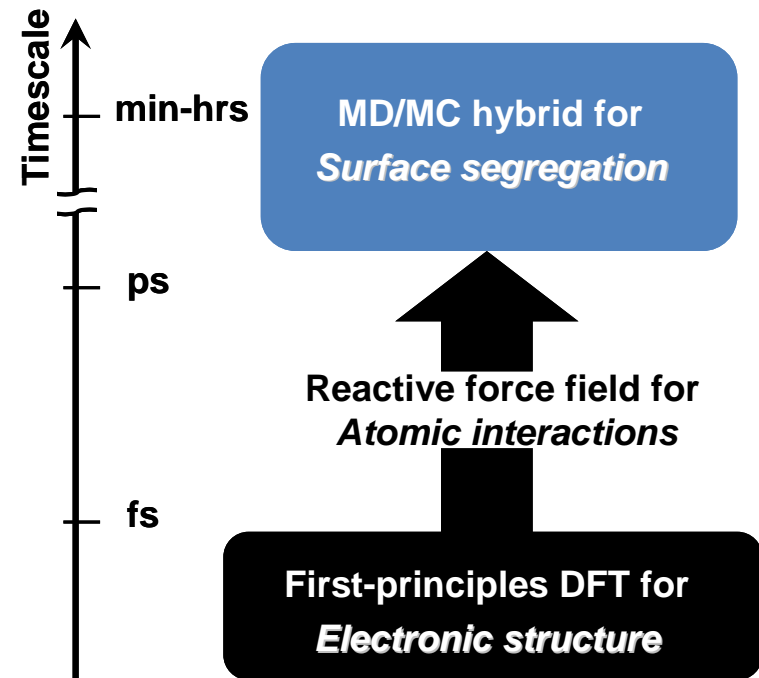 Timescale
min-hrs
MD/MC hybrid for
Surface segregation
ps
Reactive force field for
Atomic interactions
fs
First-principles DFT for
Electronic structure